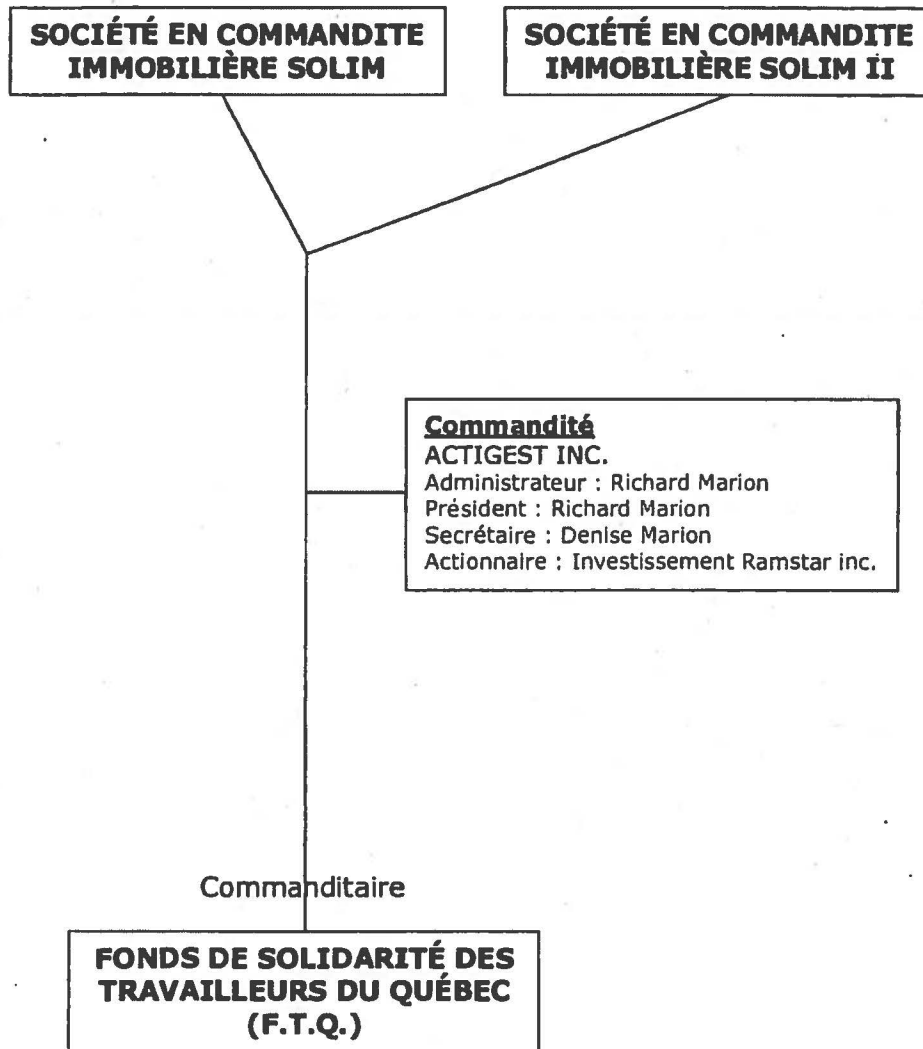 SOCIÉTÉ EN COMMANDITE
IMMOBILIÈRE SOLIM
SOCIÉTÉ EN COMMANDITE
IMMOBILIÈRE SOLIM II
Commandité
ACTIGEST INC.
Administrateur : Richard Marion
Président : Richard Marion
Secrétaire : Denise Marion
Actionnaire : Investissement Ramstar inc.
Commanditaire
FONDS DE SOLIDARITÉ DES
TRAVAILLEURS DU QUÉBEC
(F.T.Q.)